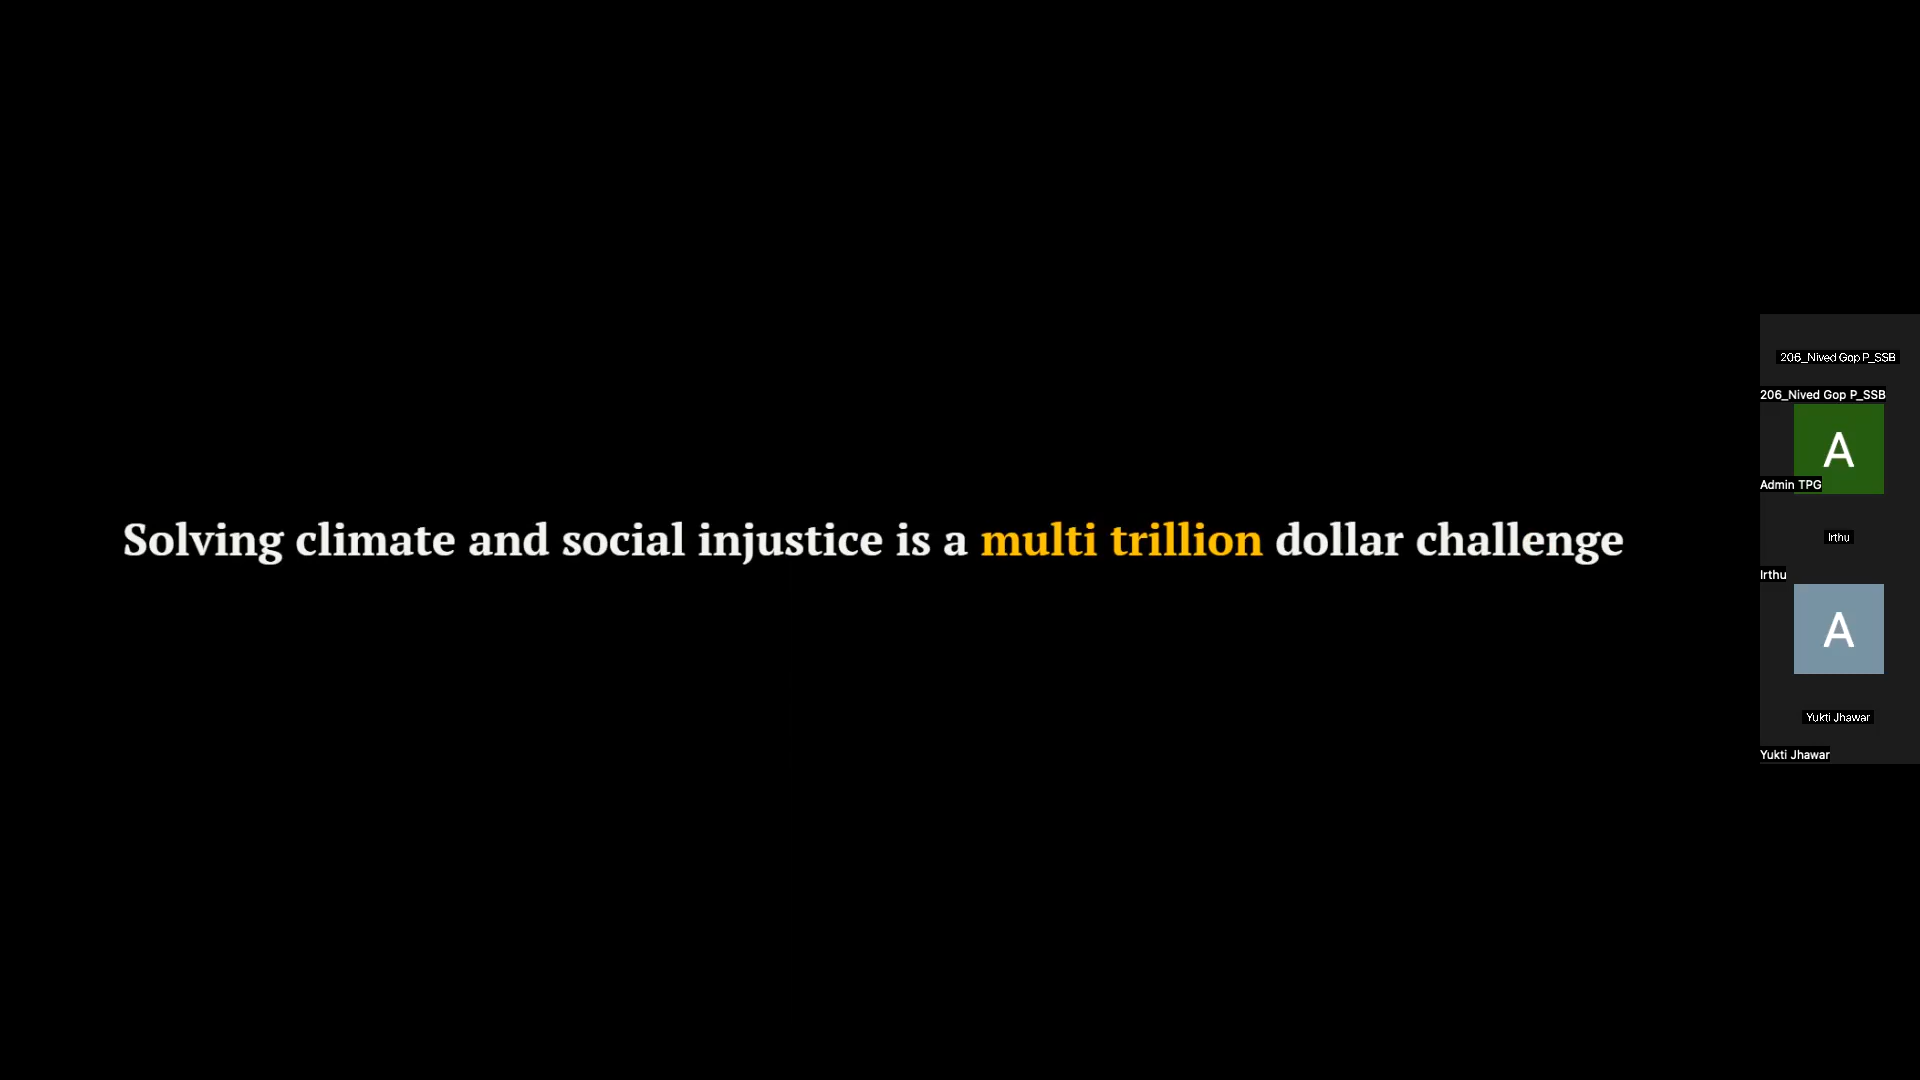 Solving climate and social injustice is a multi trillion dollar challenge
206_Nived Gop P_SSB
206_Nived Gop P_SSB
A
Admin TPG
Irthu
Irthu
A
Yukti Jhawar
Yukti Jhawar